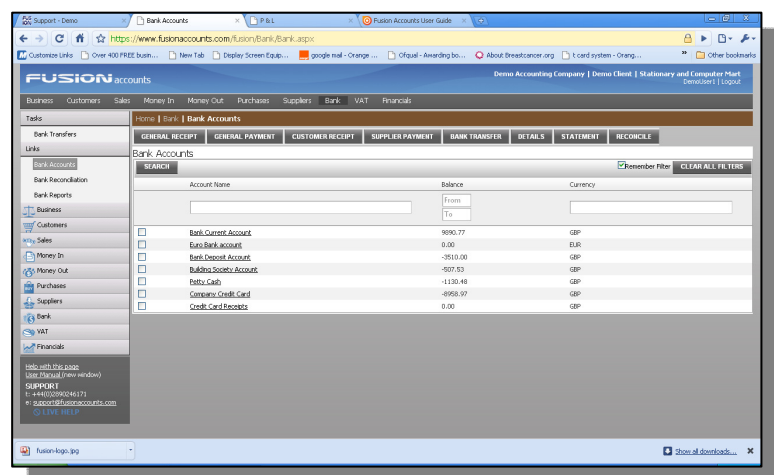 Support - Demo
Bank Accounts
P & L
Fusion Accounts User Guide
https://www.fusionaccounts.com/fusion/Bank/Bank.aspx
Customize Links
Over 400 FREE busin...
New Tab
Display Screen Equip...
google mail - Orange ...
Ofqual - Awarding bo...
About Breastcancer.org
t card system - Orang...
»
Other bookmarks
FUSION accounts
Demo Accounting Company | Demo Client | Stationary and Computer Mart
DemoUser1 | Logout
Business Customers Sales Money In Money Out Purchases Suppliers Bank VAT Financials
Tasks
Bank Transfers
Links
Bank Accounts
Bank Reconciliation
Bank Reports
Business
Customers
Sales
Money In
Money Out
Purchases
Suppliers
Bank
VAT
Financials
Help with this page
User Manual (new window)
SUPPORT
t: +44(0)2890246171
e: support@fusionaccounts.com
LIVE HELP
Home | Bank | Bank Accounts
GENERAL RECEIPT GENERAL PAYMENT CUSTOMER RECEIPT SUPPLIER PAYMENT BANK TRANSFER DETAILS STATEMENT RECONCILE
Bank Accounts
SEARCH Remember Filter CLEAR ALL FILTERS
Account Name Balance Currency
From
To
Bank Current Account 9890.77 GBP
Euro Bank account 0.00 EUR
Bank Deposit Account -3510.00 GBP
Building Society Account -507.53 GBP
Petty Cash -1130.48 GBP
Company Credit Card -8958.97 GBP
Credit Card Receipts 0.00 GBP
fusion-logo.jpg
Show all downloads...